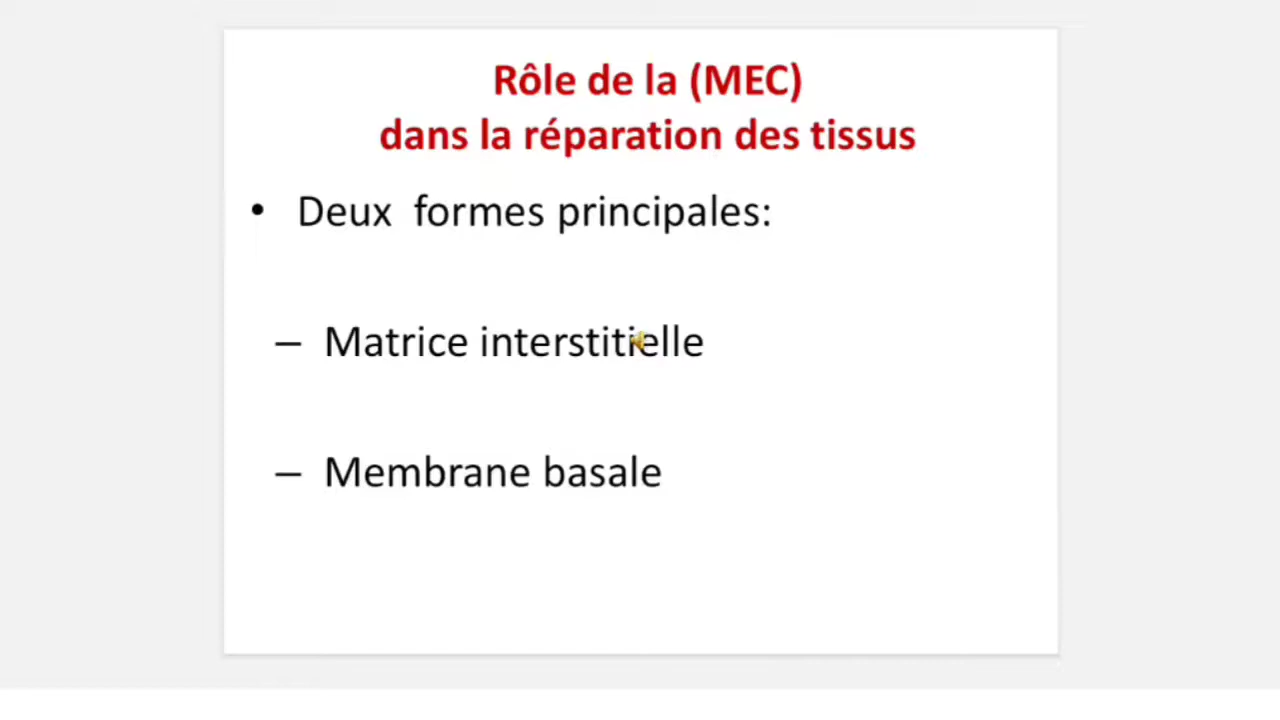 Rôle de la (MEC)
dans la réparation des tissus
• Deux formes principales:
– Matrice interstitielle
– Membrane basale